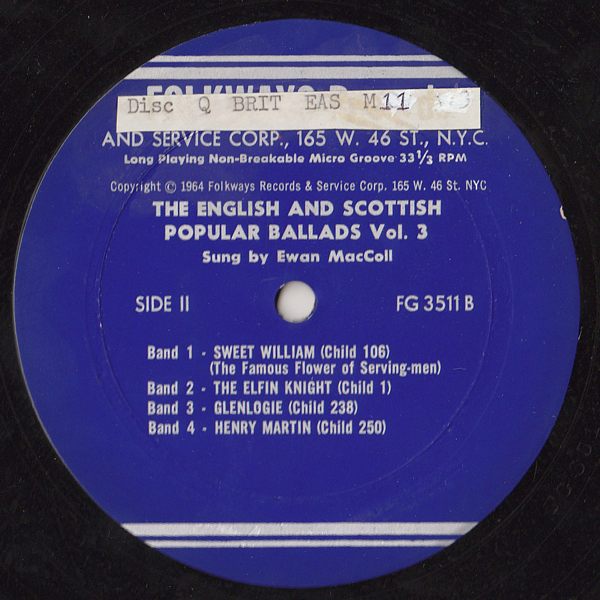 Disc Q BRIT EAS M11
AND SERVICE CORP., 165 W. 46 ST., N.Y.C.
Long Playing Non-Breakable Micro Groove 33 1/3 RPM
Copyright © 1964 Folkways Records & Service Corp. 165 W. 46 St. NYC
THE ENGLISH AND SCOTTISH
POPULAR BALLADS Vol. 3
Sung by Ewan MacColl
SIDE II FG 3511 B
Band 1 - SWEET WILLIAM (Child 106)
(The Famous Flower of Serving-men)
Band 2 - THE ELFIN KNIGHT (Child 1)
Band 3 - GLENLOGIE (Child 238)
Band 4 - HENRY MARTIN (Child 250)